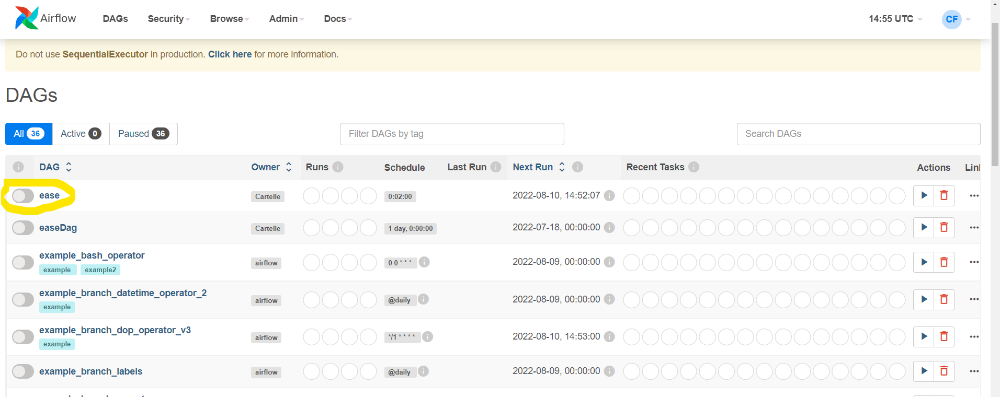 Airflow DAGs Security Browse Admin Docs 14:55 UTC CF
Do not use SequentialExecutor in production. Click here for more information.
DAGs
All 36 Active 0 Paused 36 Filter DAGs by tag Search DAGs
DAG Owner Runs Schedule Last Run Next Run Recent Tasks Actions Lin
ease Cartelle 0:02:00 2022-08-10, 14:52:07
easeDag Cartelle 1 day, 0:00:00 2022-07-18, 00:00:00
example_bash_operator airflow 0 0 * * * 2022-08-09, 00:00:00
example example2
example_branch_datetime_operator_2 airflow @daily 2022-08-09, 00:00:00
example
example_branch_dop_operator_v3 airflow */1 * * * * 2022-08-10, 14:53:00
example
example_branch_labels airflow @daily 2022-08-09, 00:00:00